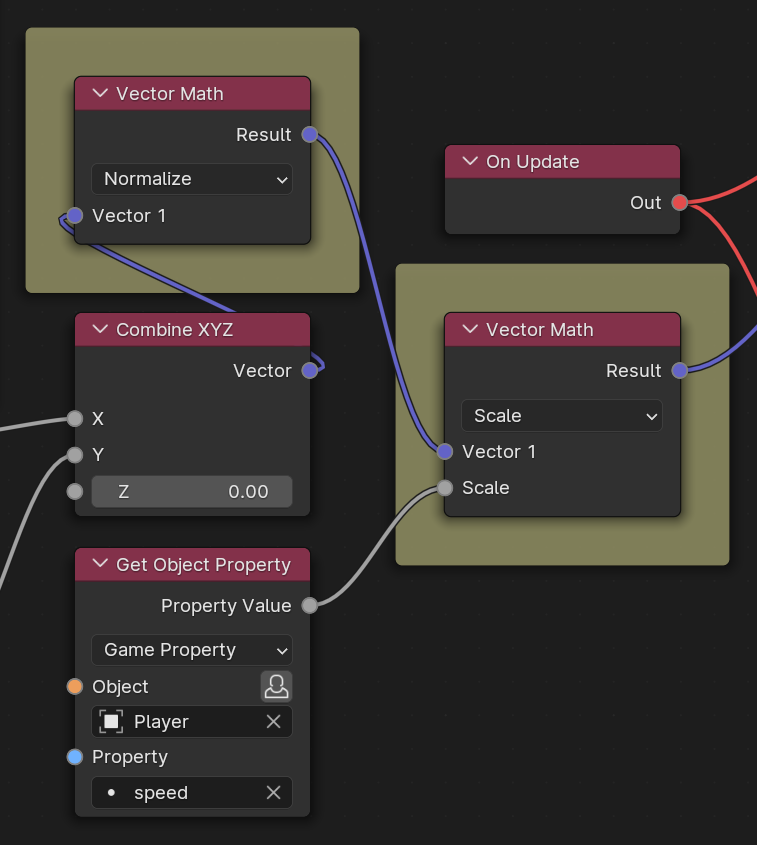 Vector Math
Result
Normalize
Vector 1
Combine XYZ
Vector
X
Y
Z 0.00
Get Object Property
Property Value
Game Property
Object
Player
Property
speed
On Update
Out
Vector Math
Result
Scale
Vector 1
Scale